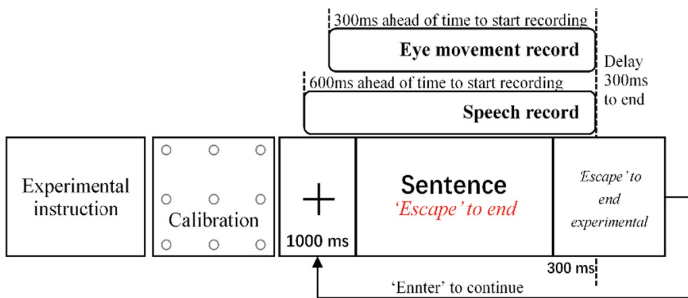 300ms ahead of time to start recording
Eye movement record
Delay
300ms
to end
600ms ahead of time to start recording
Speech record
Experimental
instruction
Calibration
1000 ms
Sentence
‘Escape’ to end
‘Escape’ to
end
experimental
300 ms
‘Ennter’ to continue